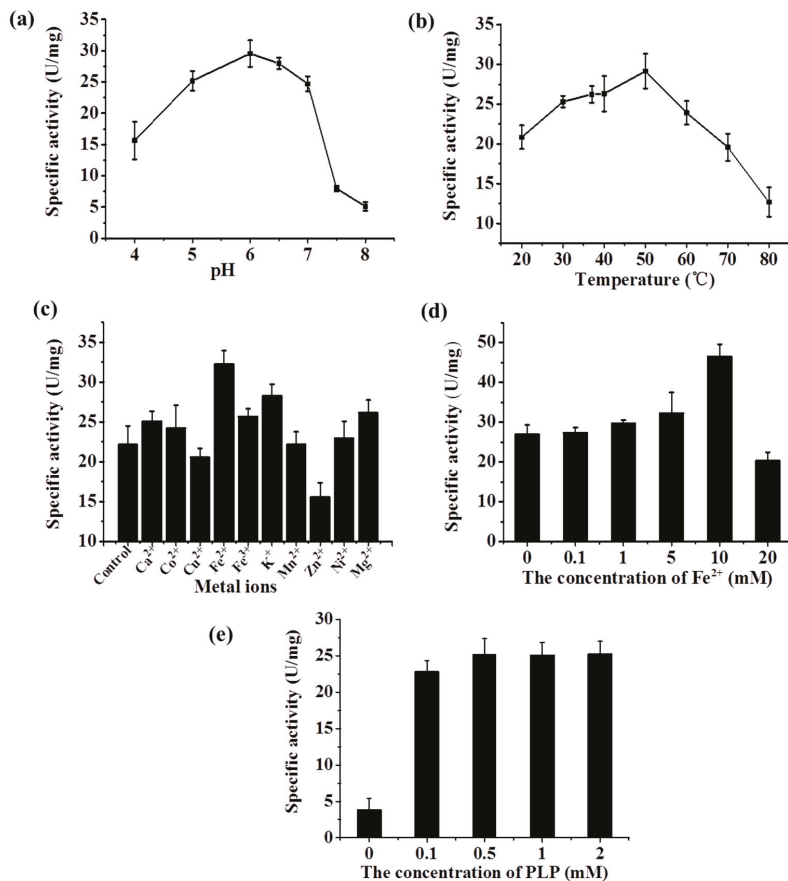 (a)
Specific activity (U/mg)
35
30
25
20
15
10
5
0
4 5 6 7 8
pH
(b)
Specific activity (U/mg)
35
30
25
20
15
10
20 30 40 50 60 70 80
Temperature (℃)
(c)
Specific activity (U/mg)
35
30
25
20
15
10
Control Ca²⁺ Co²⁺ Cu²⁺ Fe²⁺ Fe³⁺ K⁺ Mn²⁺ Zn²⁺ Ni²⁺ Mg²⁺
Metal ions
(d)
Specific activity (U/mg)
50
40
30
20
10
0
0 0.1 1 5 10 20
The concentration of Fe²⁺ (mM)
(e)
Specific activity (U/mg)
30
25
20
15
10
5
0
0 0.1 0.5 1 2
The concentration of PLP (mM)